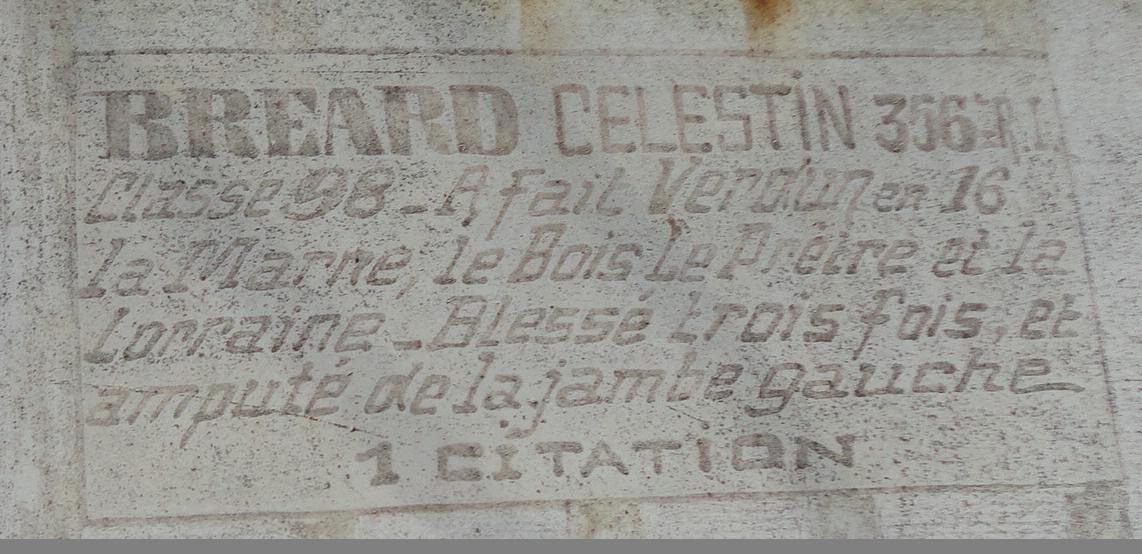 BREARD CELESTIN 356 R.I.
Classe 98 - A fait Verdun en 16
la Marne, le Bois Le Prêtre et la
Lorraine - Blessé trois fois, et
amputé de la jambe gauche
1 CITATION